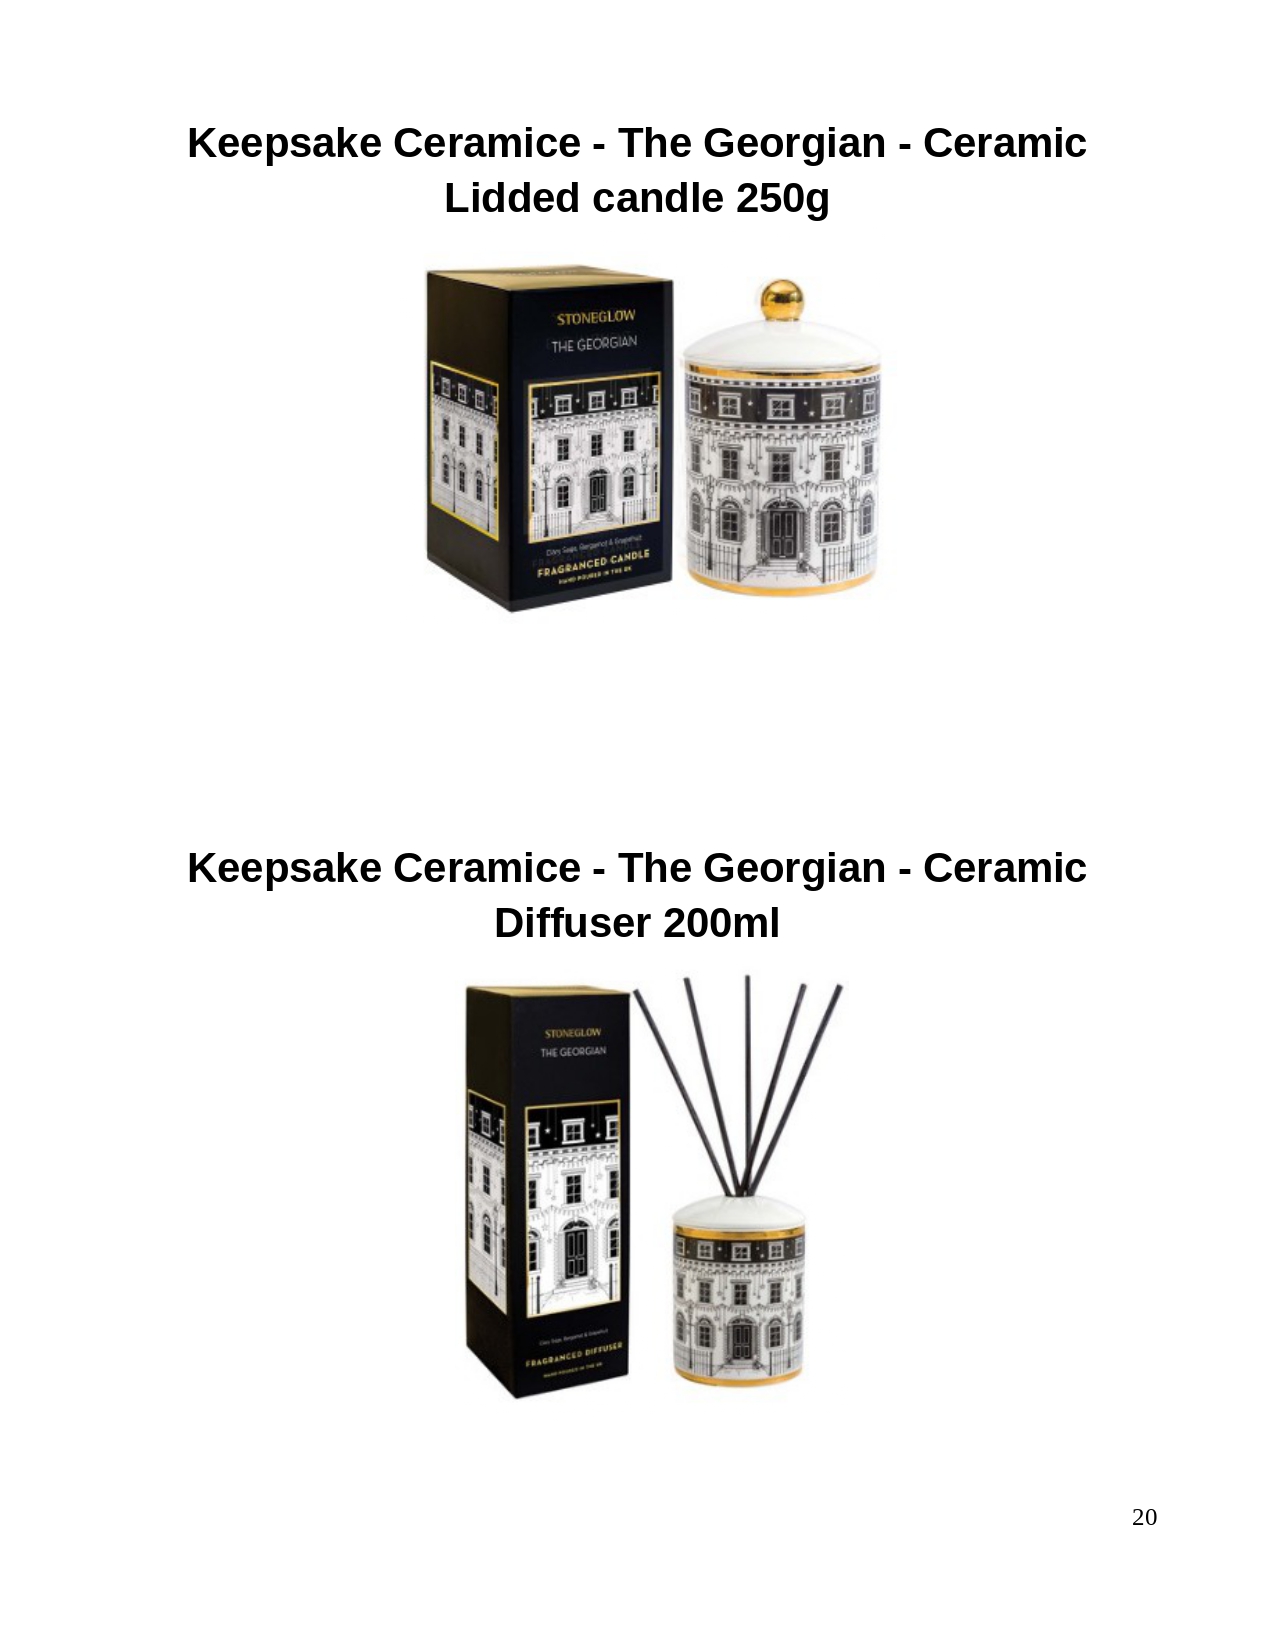 Keepsake Ceramice - The Georgian - Ceramic
Lidded candle 250g
STONEGLOW
THE GEORGIAN
Clary Sage, Bergamot & Grapefruit
FRAGRANCED CANDLE
HAND POURED IN THE UK
Keepsake Ceramice - The Georgian - Ceramic
Diffuser 200ml
STONEGLOW
THE GEORGIAN
Clary Sage, Bergamot & Grapefruit
FRAGRANCED DIFFUSER
HAND POURED IN THE UK
20